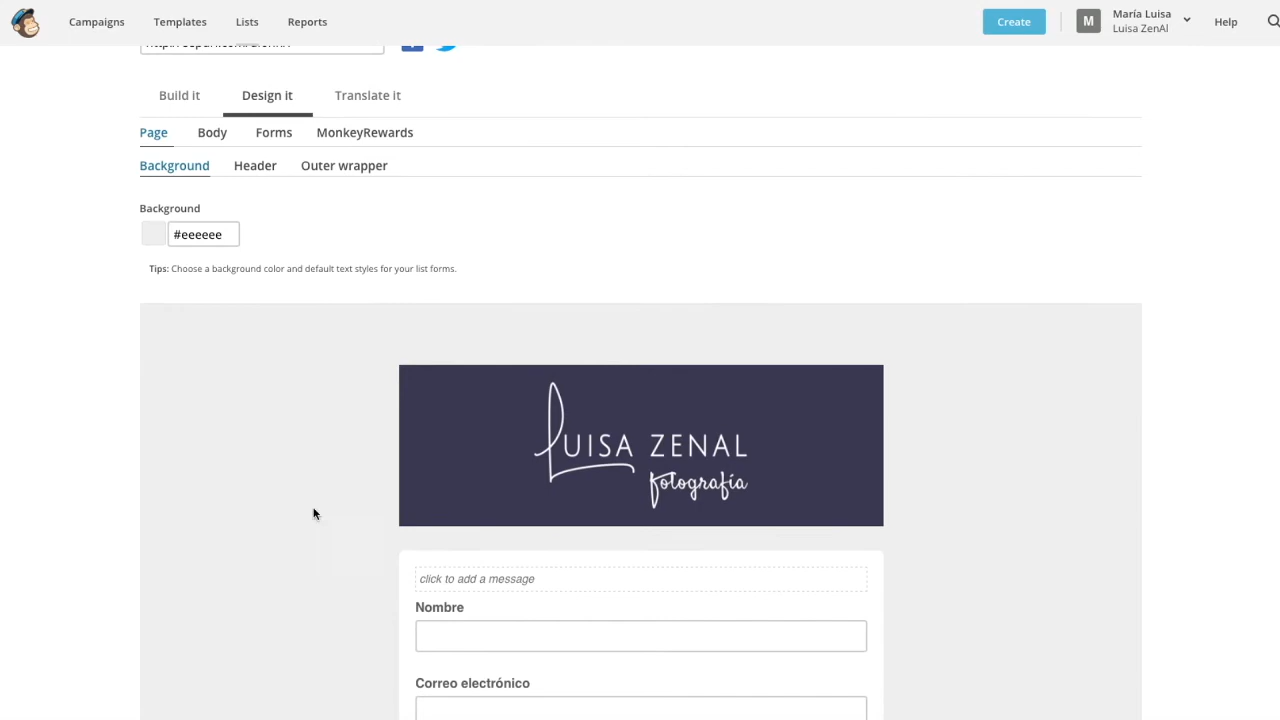 Campaigns Templates Lists Reports Create M María Luisa Help
Luisa ZenAl
Build it Design it Translate it
Page Body Forms MonkeyRewards
Background Header Outer wrapper
Background
#eeeeee
Tips: Choose a background color and default text styles for your list forms.
LUISA ZENAL
fotografía
click to add a message
Nombre
Correo electrónico